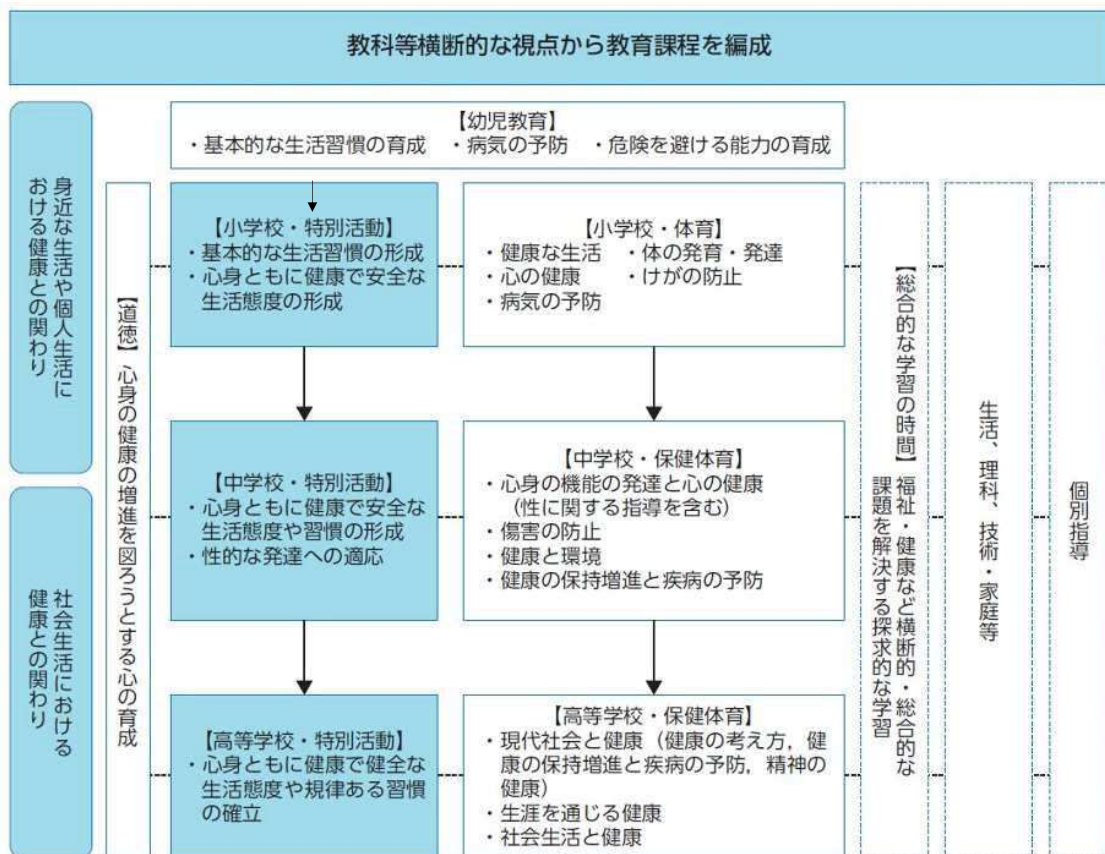 教科等横断的な視点から教育課程を編成
身近な生活や個人生活に
おける健康との関わり
社会生活における
健康との関わり
【道徳】心身の健康の増進を図ろうとする心の育成
【幼児教育】
・基本的な生活習慣の育成　・病気の予防　・危険を避ける能力の育成
【小学校・特別活動】
・基本的な生活習慣の形成
・心身ともに健康で安全な
生活態度の形成
【小学校・体育】
・健康な生活　・体の発育・発達
・心の健康　・けがの防止
・病気の予防
【中学校・特別活動】
・心身ともに健康で安全な
生活態度や習慣の形成
・性的な発達への適応
【中学校・保健体育】
・心身の機能の発達と心の健康
（性に関する指導を含む）
・傷害の防止
・健康と環境
・健康の保持増進と疾病の予防
【高等学校・特別活動】
・心身ともに健康で健全な
生活態度や規律ある習慣
の確立
【高等学校・保健体育】
・現代社会と健康（健康の考え方，健
康の保持増進と疾病の予防，精神の
健康）
・生涯を通じる健康
・社会生活と健康
【総合的な学習の時間】福祉・健康など横断的・総合的な
課題を解決する探求的な学習
生活、理科、技術・家庭等
個別指導